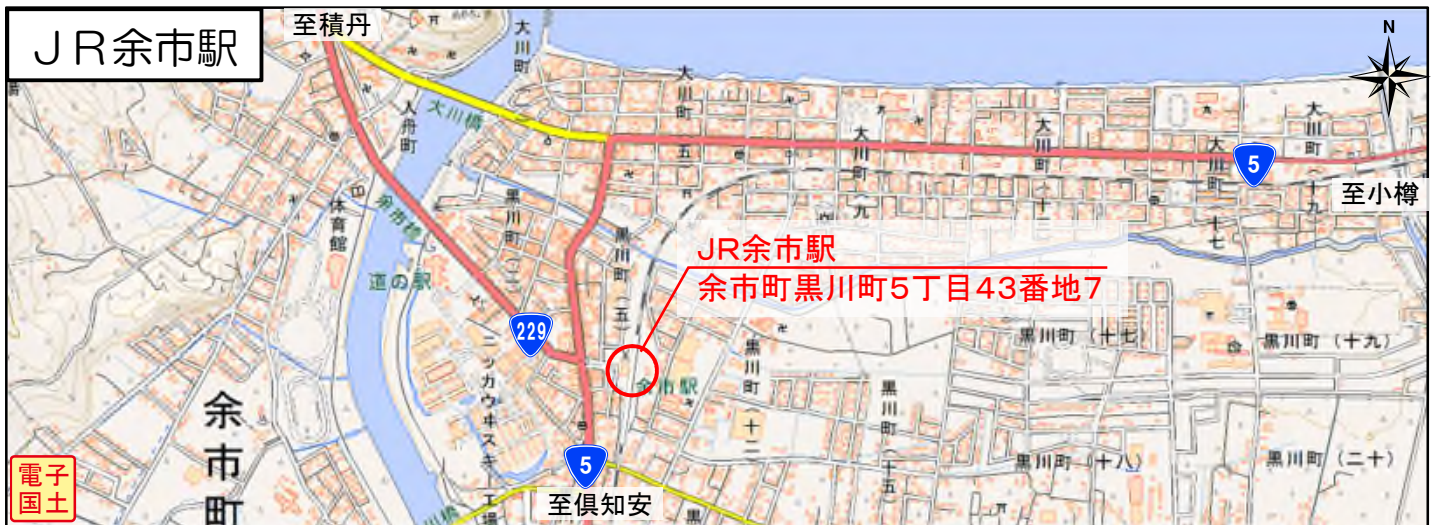 JR余市駅
至積丹
N
大川町
大川町
大川橋
入舟町
五
大川町
九
大川町
十
大川町
十七
大川町
十九
5
至小樽
余市橋
体育館
道の駅
黒川町(二)
黒川町(五)
JR余市駅
余市町黒川町5丁目43番地7
229
余市駅
ニッカウヰスキー工場
黒川町
十二
黒川町(十五
黒川町(十七)
黒川町(十九)
黒川町(十八)
黒川町(二十)
余市町
電子
国土
5
至倶知安
川橋
黒